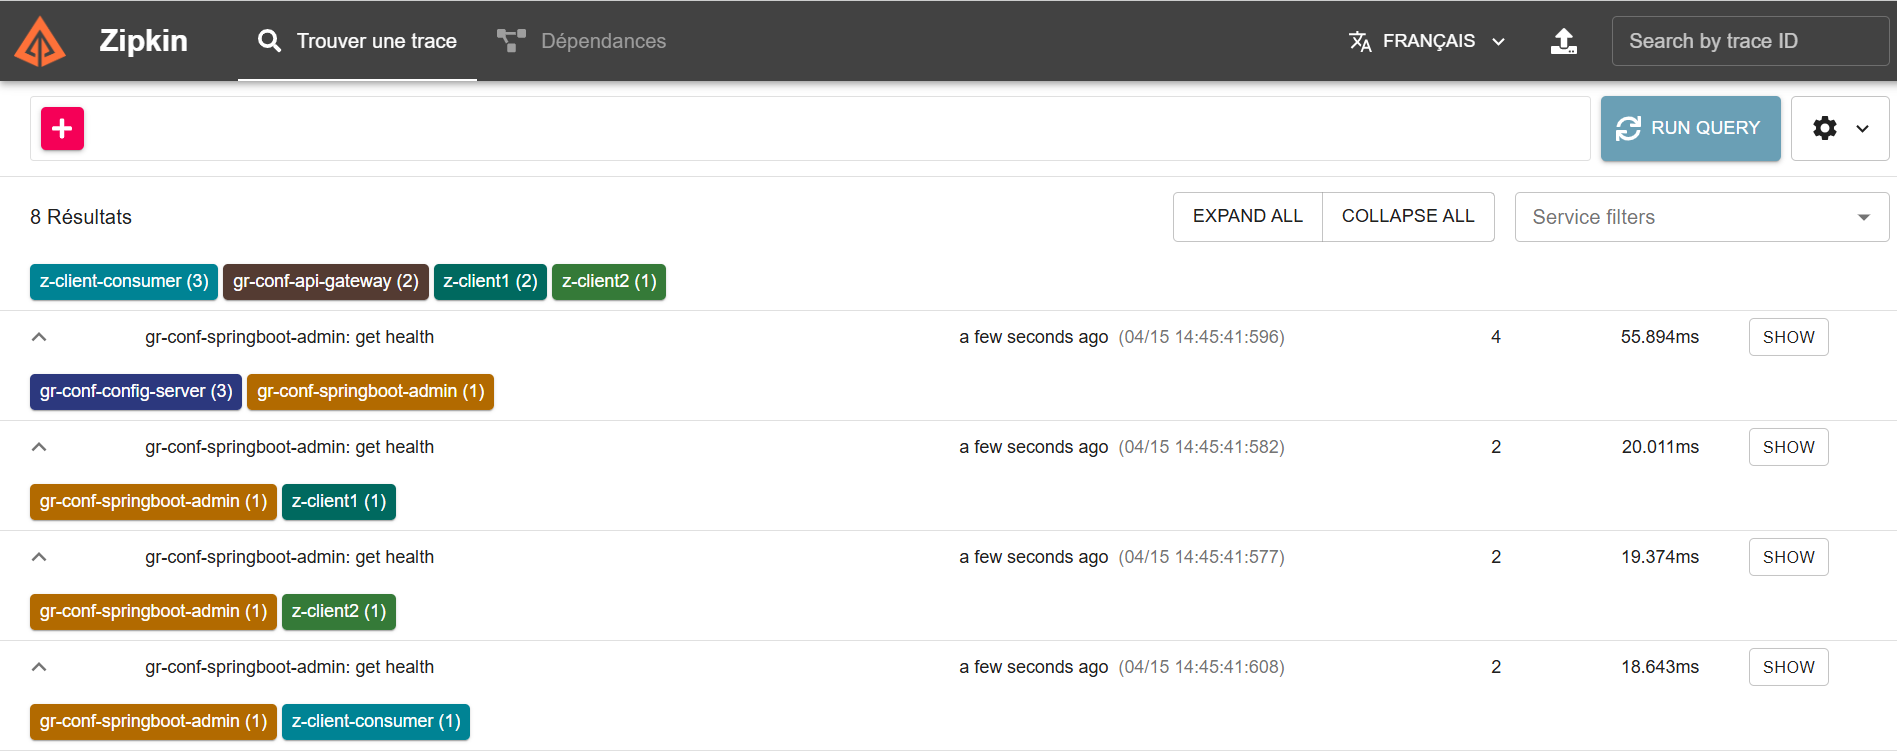 Zipkin Trouver une trace Dépendances FRANÇAIS Search by trace ID
RUN QUERY
8 Résultats EXPAND ALL COLLAPSE ALL Service filters
z-client-consumer (3) gr-conf-api-gateway (2) z-client1 (2) z-client2 (1)
gr-conf-springboot-admin: get health a few seconds ago (04/15 14:45:41:596) 4 55.894ms SHOW
gr-conf-config-server (3) gr-conf-springboot-admin (1)
gr-conf-springboot-admin: get health a few seconds ago (04/15 14:45:41:582) 2 20.011ms SHOW
gr-conf-springboot-admin (1) z-client1 (1)
gr-conf-springboot-admin: get health a few seconds ago (04/15 14:45:41:577) 2 19.374ms SHOW
gr-conf-springboot-admin (1) z-client2 (1)
gr-conf-springboot-admin: get health a few seconds ago (04/15 14:45:41:608) 2 18.643ms SHOW
gr-conf-springboot-admin (1) z-client-consumer (1)